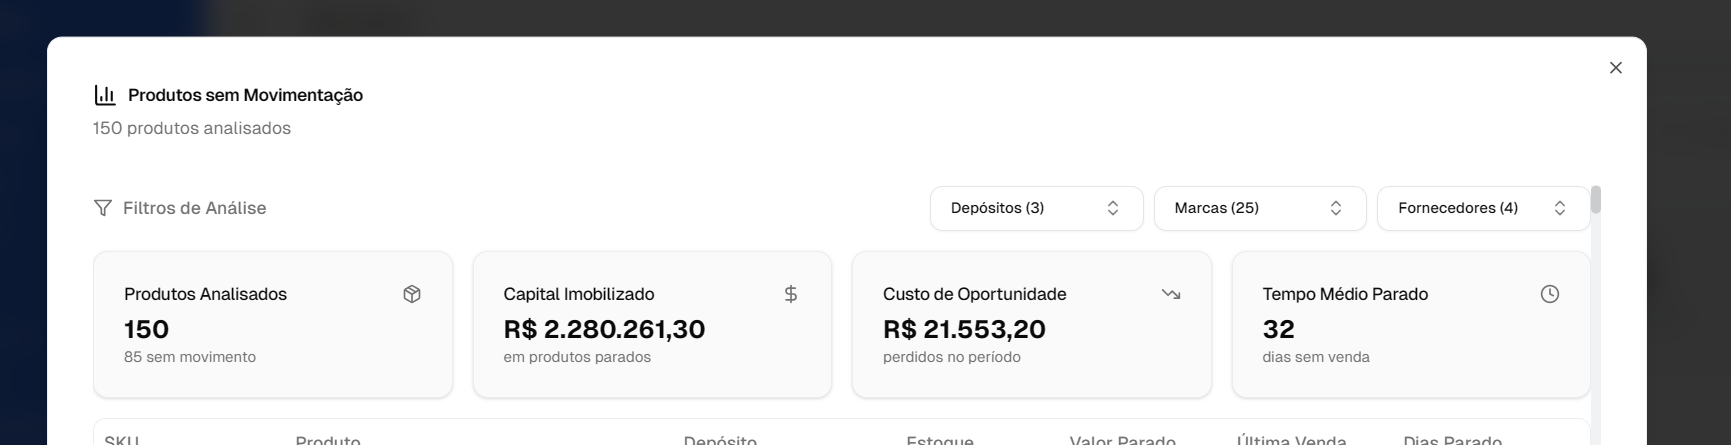 Produtos sem Movimentação
150 produtos analisados
Filtros de Análise
Depósitos (3)
Marcas (25)
Fornecedores (4)
Produtos Analisados
150
85 sem movimento
Capital Imobilizado
R$ 2.280.261,30
em produtos parados
Custo de Oportunidade
R$ 21.553,20
perdidos no período
Tempo Médio Parado
32
dias sem venda
SKU Produto Depósito Estoque Valor Parado Última Venda Dias Parado